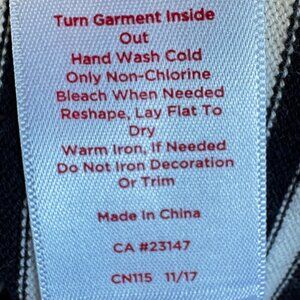 Turn Garment Inside
Out
Hand Wash Cold
Only Non-Chlorine
Bleach When Needed
Reshape, Lay Flat To
Dry
Warm Iron, If Needed
Do Not Iron Decoration
Or Trim
Made In China
CA #23147
CN115 11/17